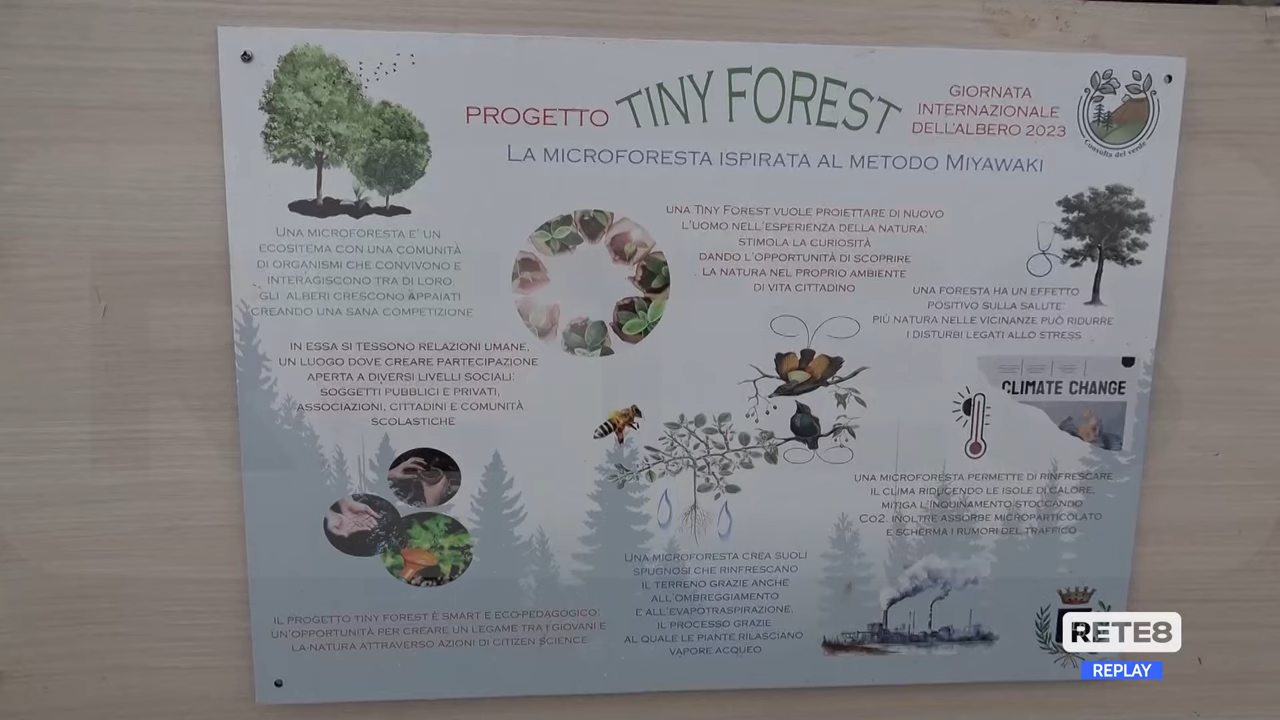 PROGETTO TINY FOREST
GIORNATA
INTERNAZIONALE
DELL'ALBERO 2023
LA MICROFORESTA ISPIRATA AL METODO MIYAWAKI
Consulta del verde
UNA MICROFORESTA E' UN
ECOSITEMA CON UNA COMUNITÀ
DI ORGANISMI CHE CONVIVONO E
INTERAGISCONO TRA DI LORO.
GLI ALBERI CRESCONO APPAIATI
CREANDO UNA SANA COMPETIZIONE
UNA TINY FOREST VUOLE PROIETTARE DI NUOVO
L'UOMO NELL'ESPERIENZA DELLA NATURA:
STIMOLA LA CURIOSITÀ
DANDO L'OPPORTUNITÀ DI SCOPRIRE
LA NATURA NEL PROPRIO AMBIENTE
DI VITA CITTADINO
UNA FORESTA HA UN EFFETTO
POSITIVO SULLA SALUTE:
PIÙ NATURA NELLE VICINANZE PUÒ RIDURRE
I DISTURBI LEGATI ALLO STRESS
IN ESSA SI TESSONO RELAZIONI UMANE,
UN LUOGO DOVE CREARE PARTECIPAZIONE
APERTA A DIVERSI LIVELLI SOCIALI:
SOGGETTI PUBBLICI E PRIVATI,
ASSOCIAZIONI, CITTADINI E COMUNITÀ
SCOLASTICHE
CLIMATE CHANGE
UNA MICROFORESTA PERMETTE DI RINFRESCARE
IL CLIMA RIDUCENDO LE ISOLE DI CALORE,
MITIGA L'INQUINAMENTO STOCCANDO
CO2. INOLTRE ASSORBE MICROPARTICOLATO
E SCHERMA I RUMORI DEL TRAFFICO
UNA MICROFORESTA CREA SUOLI
SPUGNOSI CHE RINFRESCANO
IL TERRENO GRAZIE ANCHE
ALL'OMBREGGIAMENTO
E ALL'EVAPOTRASPIRAZIONE,
IL PROCESSO GRAZIE
AL QUALE LE PIANTE RILASCIANO
VAPORE ACQUEO
IL PROGETTO TINY FOREST È SMART E ECO-PEDAGOGICO:
UN'OPPORTUNITÀ PER CREARE UN LEGAME TRA I GIOVANI E
LA NATURA ATTRAVERSO AZIONI DI CITIZEN SCIENCE
RETE8
REPLAY